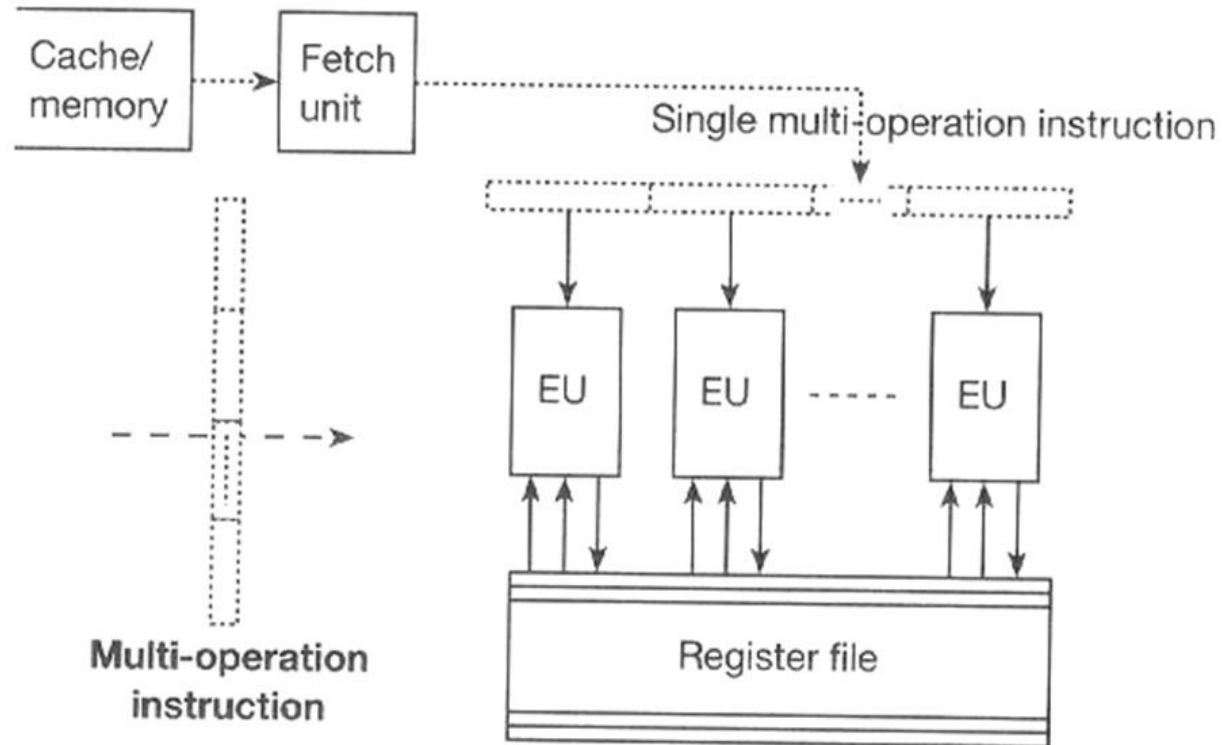 Cache/
memory
Fetch
unit
Single multi-operation instruction
EU
EU
EU
Multi-operation
instruction
Register file